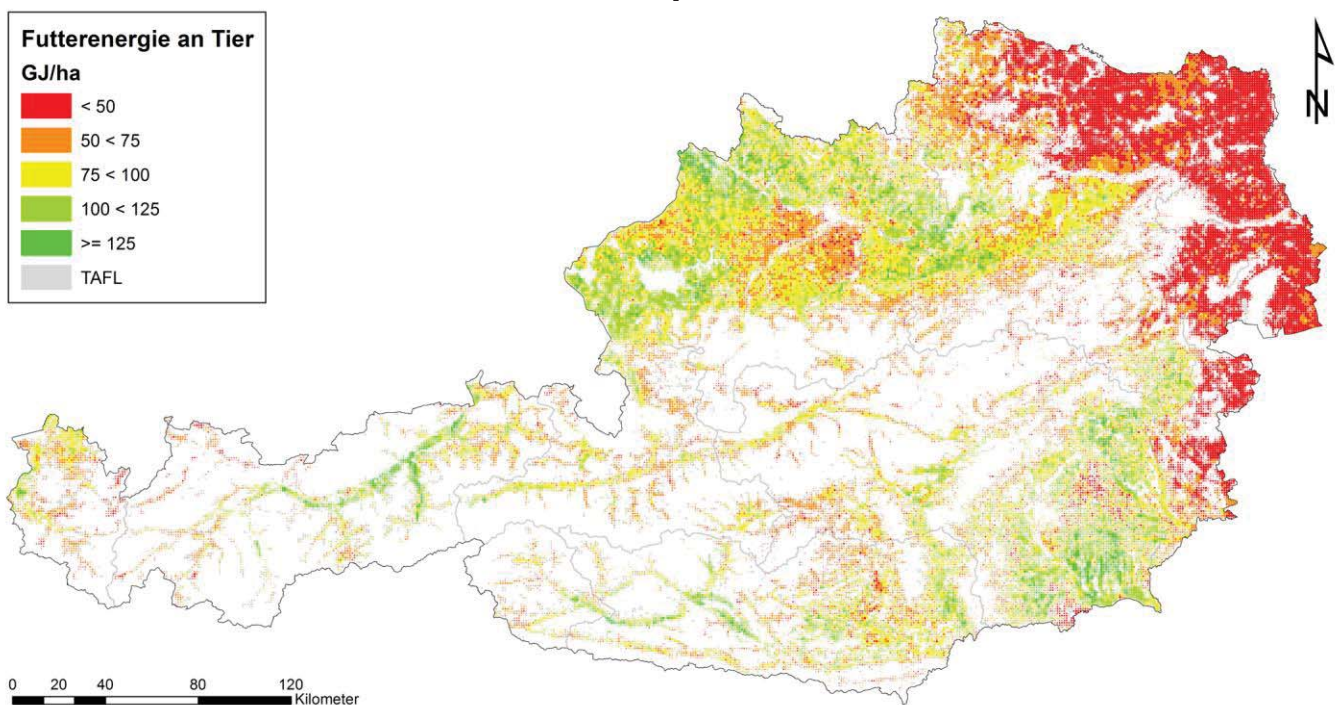 Futterenergie an Tier
GJ/ha
< 50
50 < 75
75 < 100
100 < 125
>= 125
TAFL
N
0 20 40 80 120
Kilometer